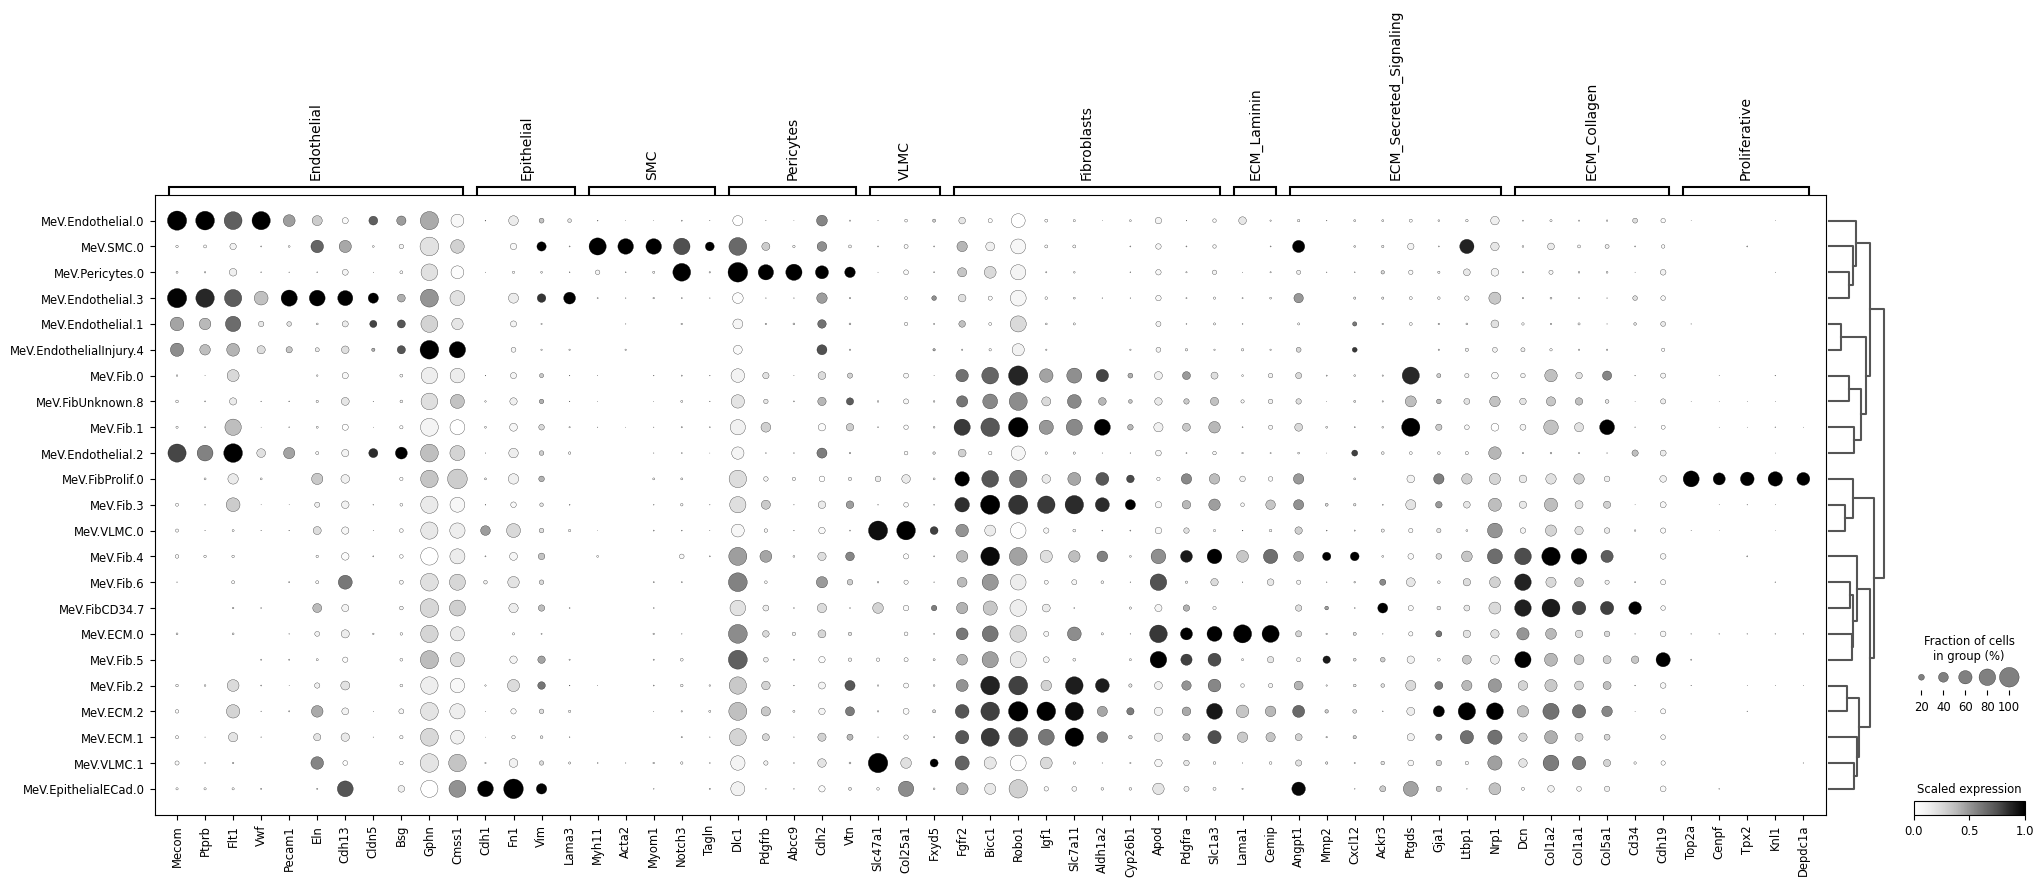 Endothelial
Epithelial
SMC
Pericytes
VLMC
Fibroblasts
ECM_Laminin
ECM_Secreted_Signaling
ECM_Collagen
Proliferative
MeV.Endothelial.0
MeV.SMC.0
MeV.Pericytes.0
MeV.Endothelial.3
MeV.Endothelial.1
MeV.EndothelialInjury.4
MeV.Fib.0
MeV.FibUnknown.8
MeV.Fib.1
MeV.Endothelial.2
MeV.FibProlif.0
MeV.Fib.3
MeV.VLMC.0
MeV.Fib.4
MeV.Fib.6
MeV.FibCD34.7
MeV.ECM.0
MeV.Fib.5
MeV.Fib.2
MeV.ECM.2
MeV.ECM.1
MeV.VLMC.1
MeV.EpithelialECad.0
Mecom
Ptprb
Flt1
Vwf
Pecam1
Eln
Cdh13
Cldn5
Bsg
Gphn
Cmss1
Cdh1
Fn1
Vim
Lama3
Myh11
Acta2
Myom1
Notch3
Tagln
Dlc1
Pdgfrb
Abcc9
Cdh2
Vtn
Slc47a1
Col25a1
Fxyd5
Fgfr2
Bicc1
Robo1
Igf1
Slc7a11
Aldh1a2
Cyp26b1
Apod
Pdgfra
Slc1a3
Lama1
Cemip
Angpt1
Mmp2
Cxcl12
Ackr3
Ptgds
Gja1
Ltbp1
Nrp1
Dcn
Col1a2
Col1a1
Col5a1
Cd34
Cdh19
Top2a
Cenpf
Tpx2
Knl1
Depdc1a
Fraction of cells
in group (%)
20 40 60 80 100
Scaled expression
0.0 0.5 1.0